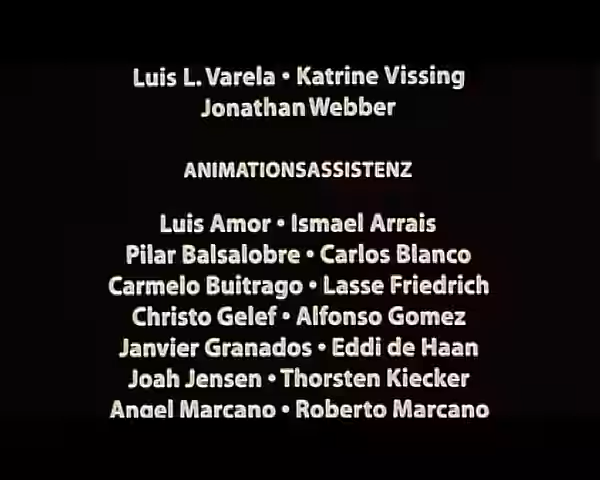 Luis L. Varela • Katrine Vissing
Jonathan Webber
ANIMATIONSASSISTENZ
Luis Amor • Ismael Arrais
Pilar Balsalobre • Carlos Blanco
Carmelo Buitrago • Lasse Friedrich
Christo Gelef • Alfonso Gomez
Janvier Granados • Eddi de Haan
Joah Jensen • Thorsten Kiecker
Angel Marcano • Roberto Marcano